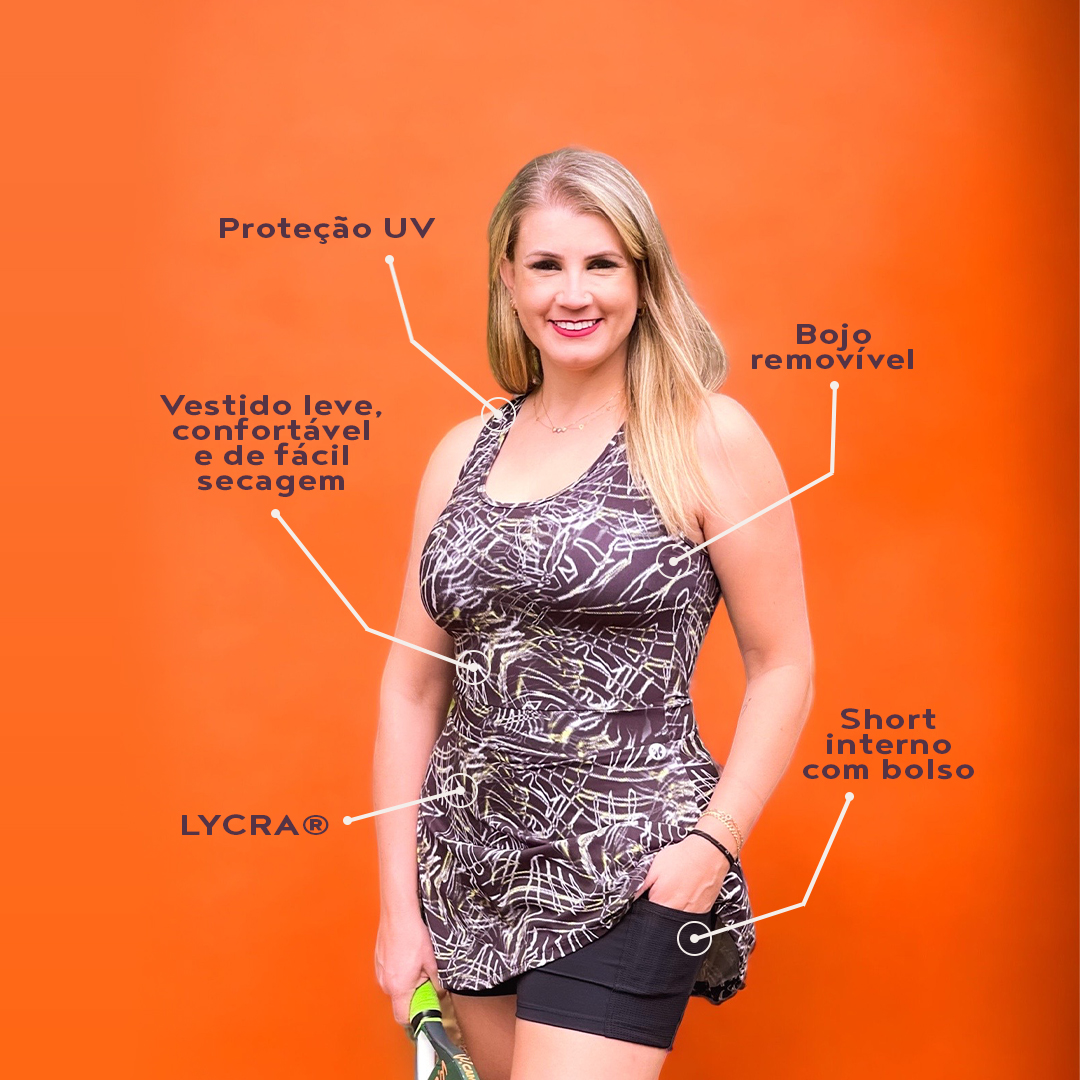 Proteção UV
Bojo
removível
Vestido leve,
confortável
e de fácil
secagem
Short
interno
com bolso
LYCRA®